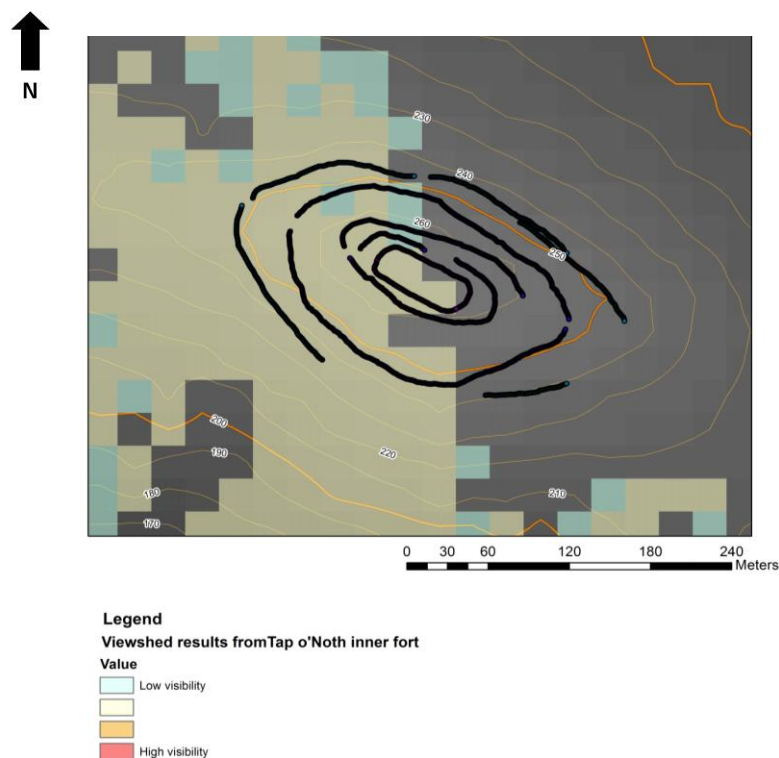 N
230
240
260
250
200
190
220
180
210
170
0 30 60 120 180 240
Meters
Legend
Viewshed results fromTap o'Noth inner fort
Value
Low visibility
High visibility